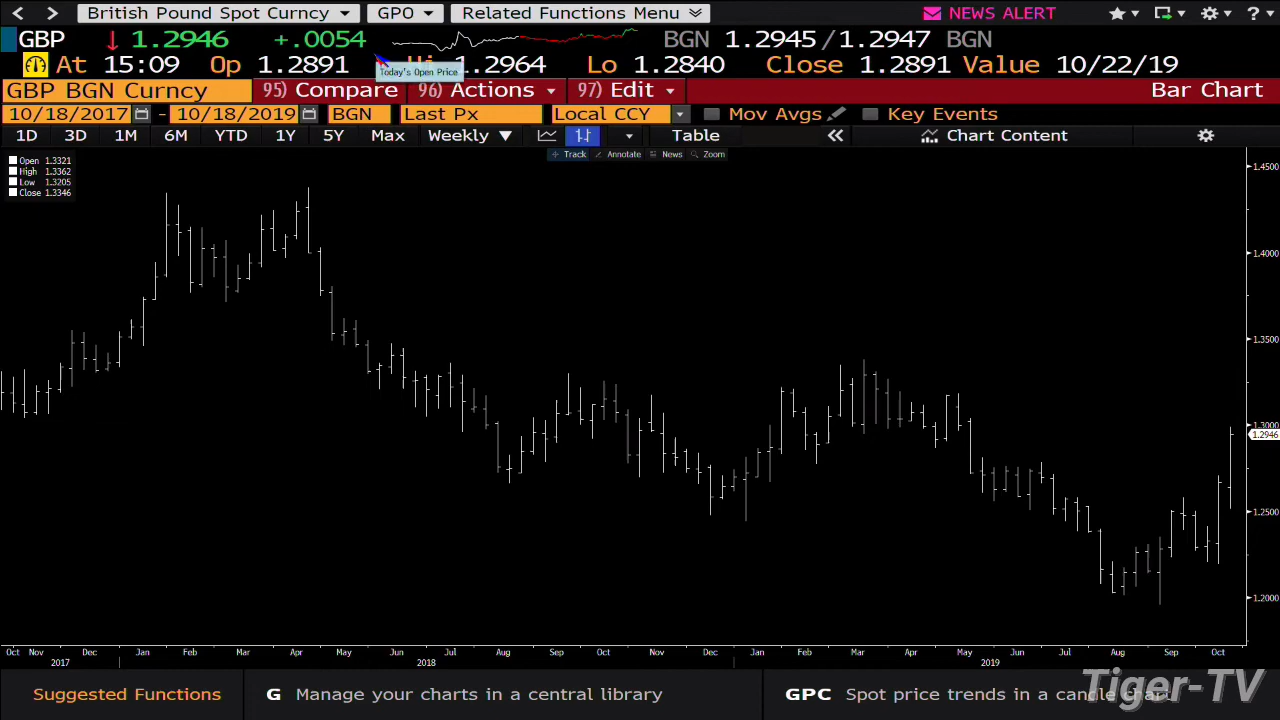 British Pound Spot Curncy GPO Related Functions Menu NEWS ALERT ?
GBP 1.2946 +.0054 BGN 1.2945/1.2947 BGN
At 15:09 Op 1.2891 Hi 1.2964 Lo 1.2840 Close 1.2891 Value 10/22/19
Today's Open Price
GBP BGN Curncy 95) Compare 96) Actions 97) Edit Bar Chart
10/18/2017 - 10/18/2019 BGN Last Px Local CCY Mov Avgs Key Events
1D 3D 1M 6M YTD 1Y 5Y Max Weekly Table Chart Content
Track Annotate News Zoom
Open 1.3321
High 1.3362
Low 1.3205
Close 1.3346
1.4500
1.4000
1.3500
1.3000
1.2946
1.2500
1.2000
Oct Nov Dec Jan Feb Mar Apr May Jun Jul Aug Sep Oct Nov Dec Jan Feb Mar Apr May Jun Jul Aug Sep Oct
2017 2018 2019
Suggested Functions G Manage your charts in a central library GPC Spot price trends in a candle chart
Tiger-TV